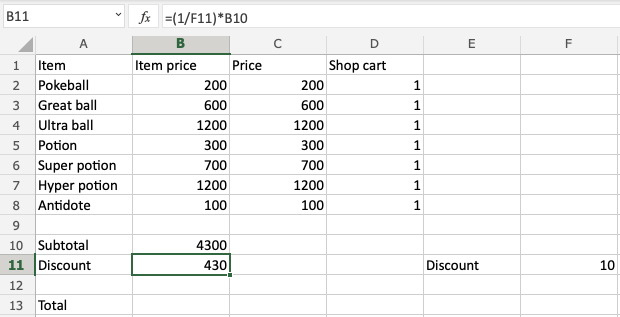 B11 fx =(1/F11)*B10
A B C D E F
1 Item Item price Price Shop cart
2 Pokeball 200 200 1
3 Great ball 600 600 1
4 Ultra ball 1200 1200 1
5 Potion 300 300 1
6 Super potion 700 700 1
7 Hyper potion 1200 1200 1
8 Antidote 100 100 1
9
10 Subtotal 4300
11 Discount 430 Discount 10
12
13 Total